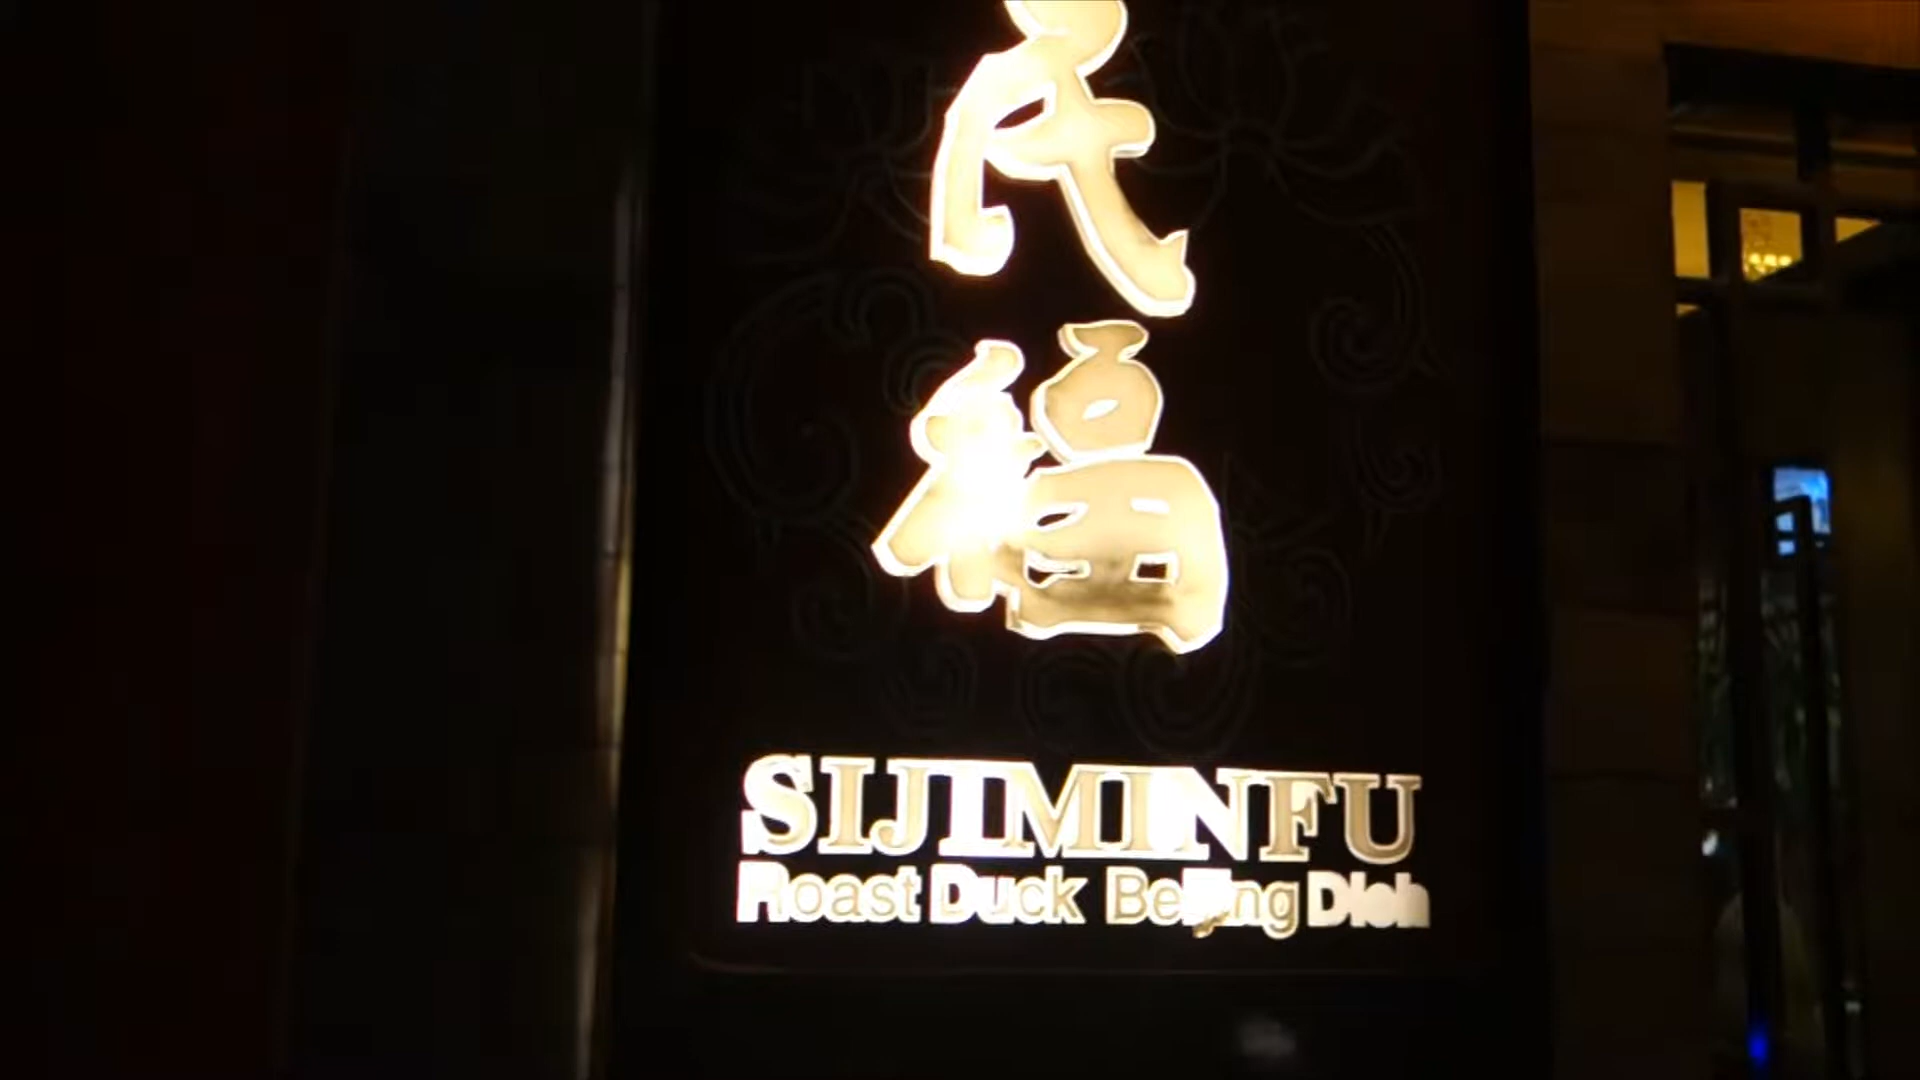 民
福
SIJIMINFU
Roast Duck Beijing Dish